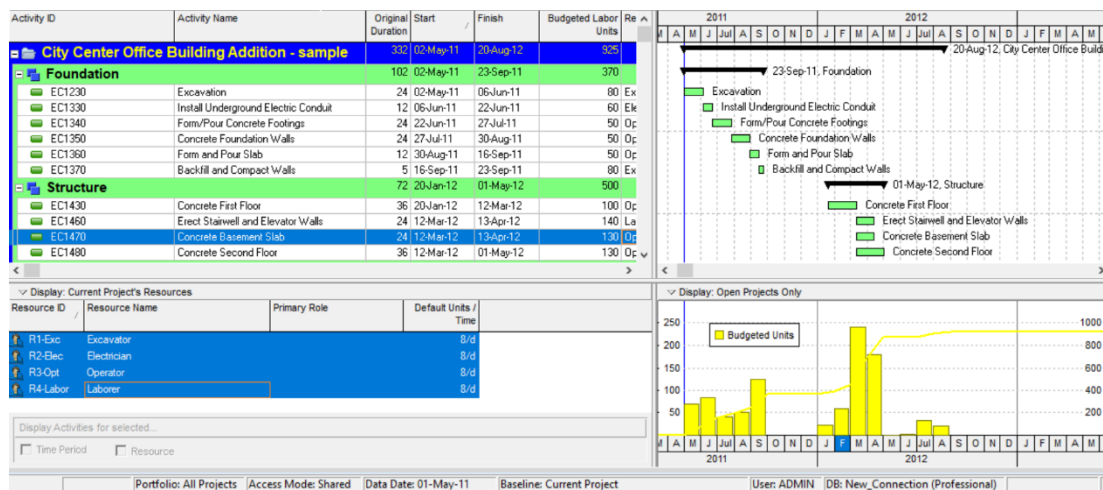 Activity ID Activity Name Original Duration Start Finish Budgeted Labor Units Re 2011 2012
M A M J Jul A S O N D J F M A M J Jul A S O N D J F M A M
City Center Office Building Addition - sample 332 02-May-11 20-Aug-12 925 20-Aug-12, City Center Office Buildi
Foundation 102 02-May-11 23-Sep-11 370 23-Sep-11, Foundation
EC1230 Excavation 24 02-May-11 06-Jun-11 80 Ex Excavation
EC1330 Install Underground Electric Conduit 12 06-Jun-11 22-Jun-11 60 Ele Install Underground Electric Conduit
EC1340 Form/Pour Concrete Footings 24 22-Jun-11 27-Jul-11 50 Op Form/Pour Concrete Footings
EC1350 Concrete Foundation Walls 24 27-Jul-11 30-Aug-11 50 Op Concrete Foundation Walls
EC1360 Form and Pour Slab 12 30-Aug-11 16-Sep-11 50 Op Form and Pour Slab
EC1370 Backfill and Compact Walls 5 16-Sep-11 23-Sep-11 80 Ex Backfill and Compact Walls
Structure 72 20-Jan-12 01-May-12 500 01-May-12, Structure
EC1430 Concrete First Floor 36 20-Jan-12 12-Mar-12 100 Op Concrete First Floor
EC1460 Erect Stairwell and Elevator Walls 24 12-Mar-12 13-Apr-12 140 La Erect Stairwell and Elevator Walls
EC1470 Concrete Basement Slab 24 12-Mar-12 13-Apr-12 130 Op Concrete Basement Slab
EC1480 Concrete Second Floor 36 12-Mar-12 01-May-12 130 Op Concrete Second Floor
Display: Current Project's Resources
Resource ID Resource Name Primary Role Default Units / Time
R1-Exc Excavator 8/d
R2-Elec Electrician 8/d
R3-Opt Operator 8/d
R4-Labor Laborer 8/d
Display Activities for selected...
Time Period Resource
Display: Open Projects Only
250 1000
Budgeted Units
200 800
150 600
100 400
50 200
M A M J Jul A S O N D J F M A M J Jul A S O N D J F M A M
2011 2012
Portfolio: All Projects Access Mode: Shared Data Date: 01-May-11 Baseline: Current Project User: ADMIN DB: New_Connection (Professional)